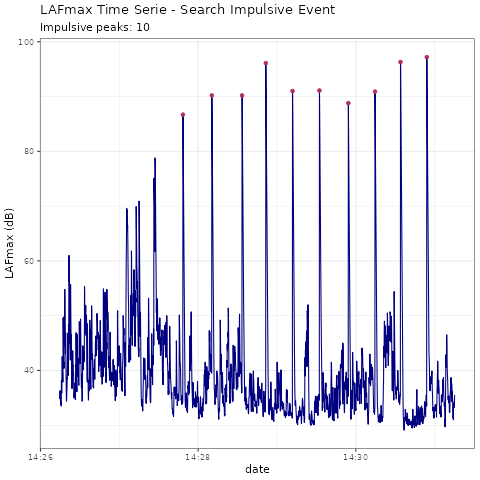 LAFmax Time Serie - Search Impulsive Event
Impulsive peaks: 10
100
80
60
40
LAFmax (dB)
14:26
14:28
14:30
date